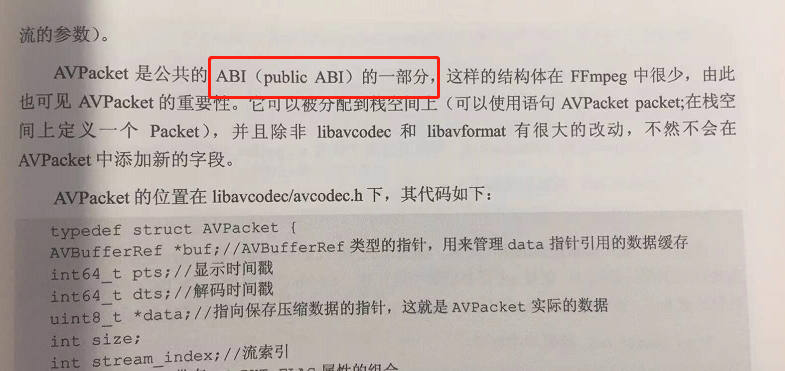 流的参数）。
AVPacket 是公共的 ABI（public ABI）的一部分，这样的结构体在 FFmpeg 中很少，由此
也可见 AVPacket 的重要性。它可以被分配到栈空间上（可以使用语句 AVPacket packet;在栈空
间上定义一个 Packet），并且除非 libavcodec 和 libavformat 有很大的改动，不然不会在
AVPacket 中添加新的字段。
AVPacket 的位置在 libavcodec/avcodec.h 下，其代码如下：
typedef struct AVPacket {
AVBufferRef *buf;//AVBufferRef 类型的指针，用来管理 data 指针引用的数据缓存
int64_t pts;//显示时间戳
int64_t dts;//解码时间戳
uint8_t *data;//指向保存压缩数据的指针，这就是 AVPacket 实际的数据
int size;
int stream_index;//流索引
属性的组合